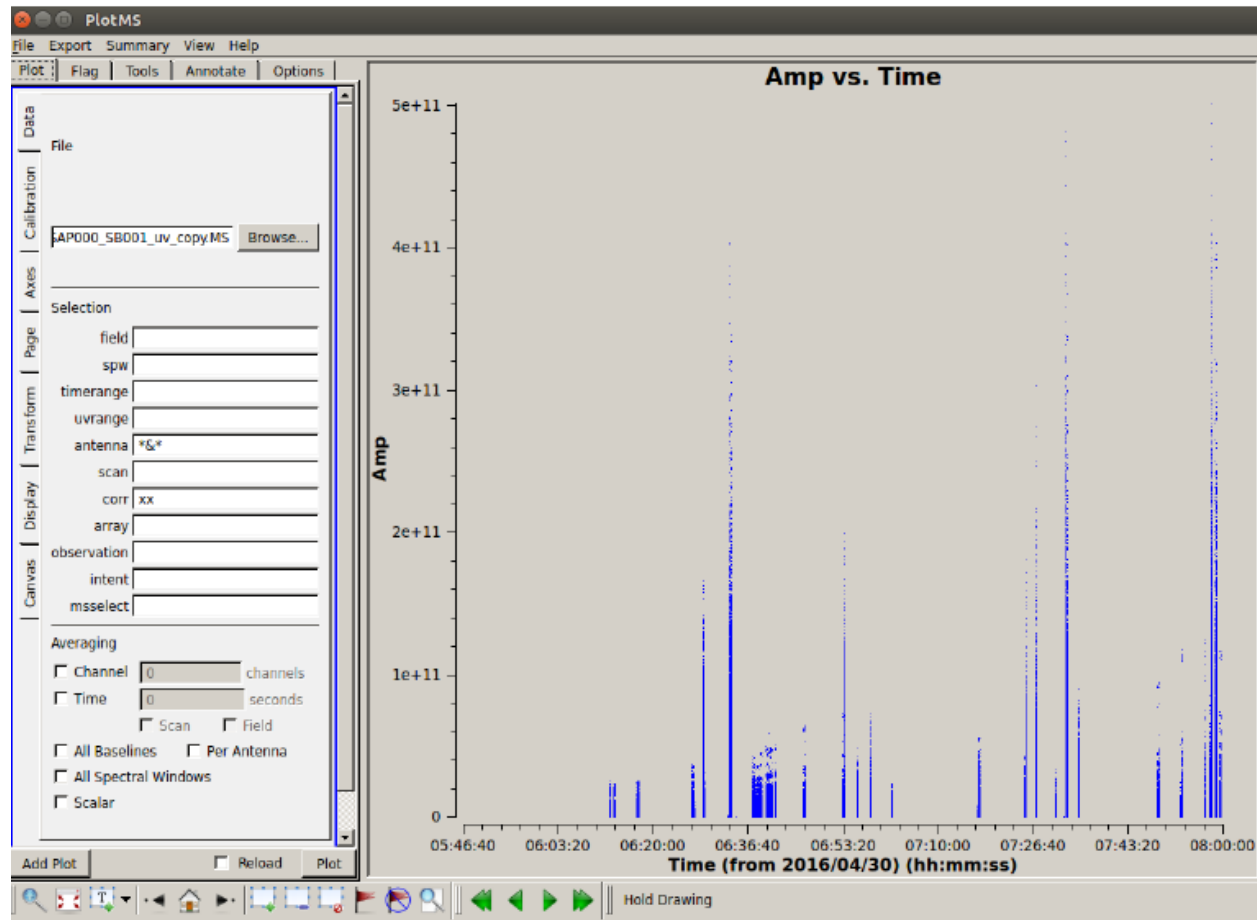 PlotMS
File Export Summary View Help
Plot Flag Tools Annotate Options
Data
Calibration
Axes
Page
Transform
Display
Canvas
File
SAP000_SB001_uv_copy.MS Browse...
Selection
field
spw
timerange
uvrange
antenna *&*
scan
corr xx
array
observation
intent
msselect
Averaging
Channel 0 channels
Time 0 seconds
Scan Field
All Baselines Per Antenna
All Spectral Windows
Scalar
Add Plot Reload Plot
Amp vs. Time
Amp
5e+11
4e+11
3e+11
2e+11
1e+11
0
05:46:40 06:03:20 06:20:00 06:36:40 06:53:20 07:10:00 07:26:40 07:43:20 08:00:00
Time (from 2016/04/30) (hh:mm:ss)
T
Hold Drawing